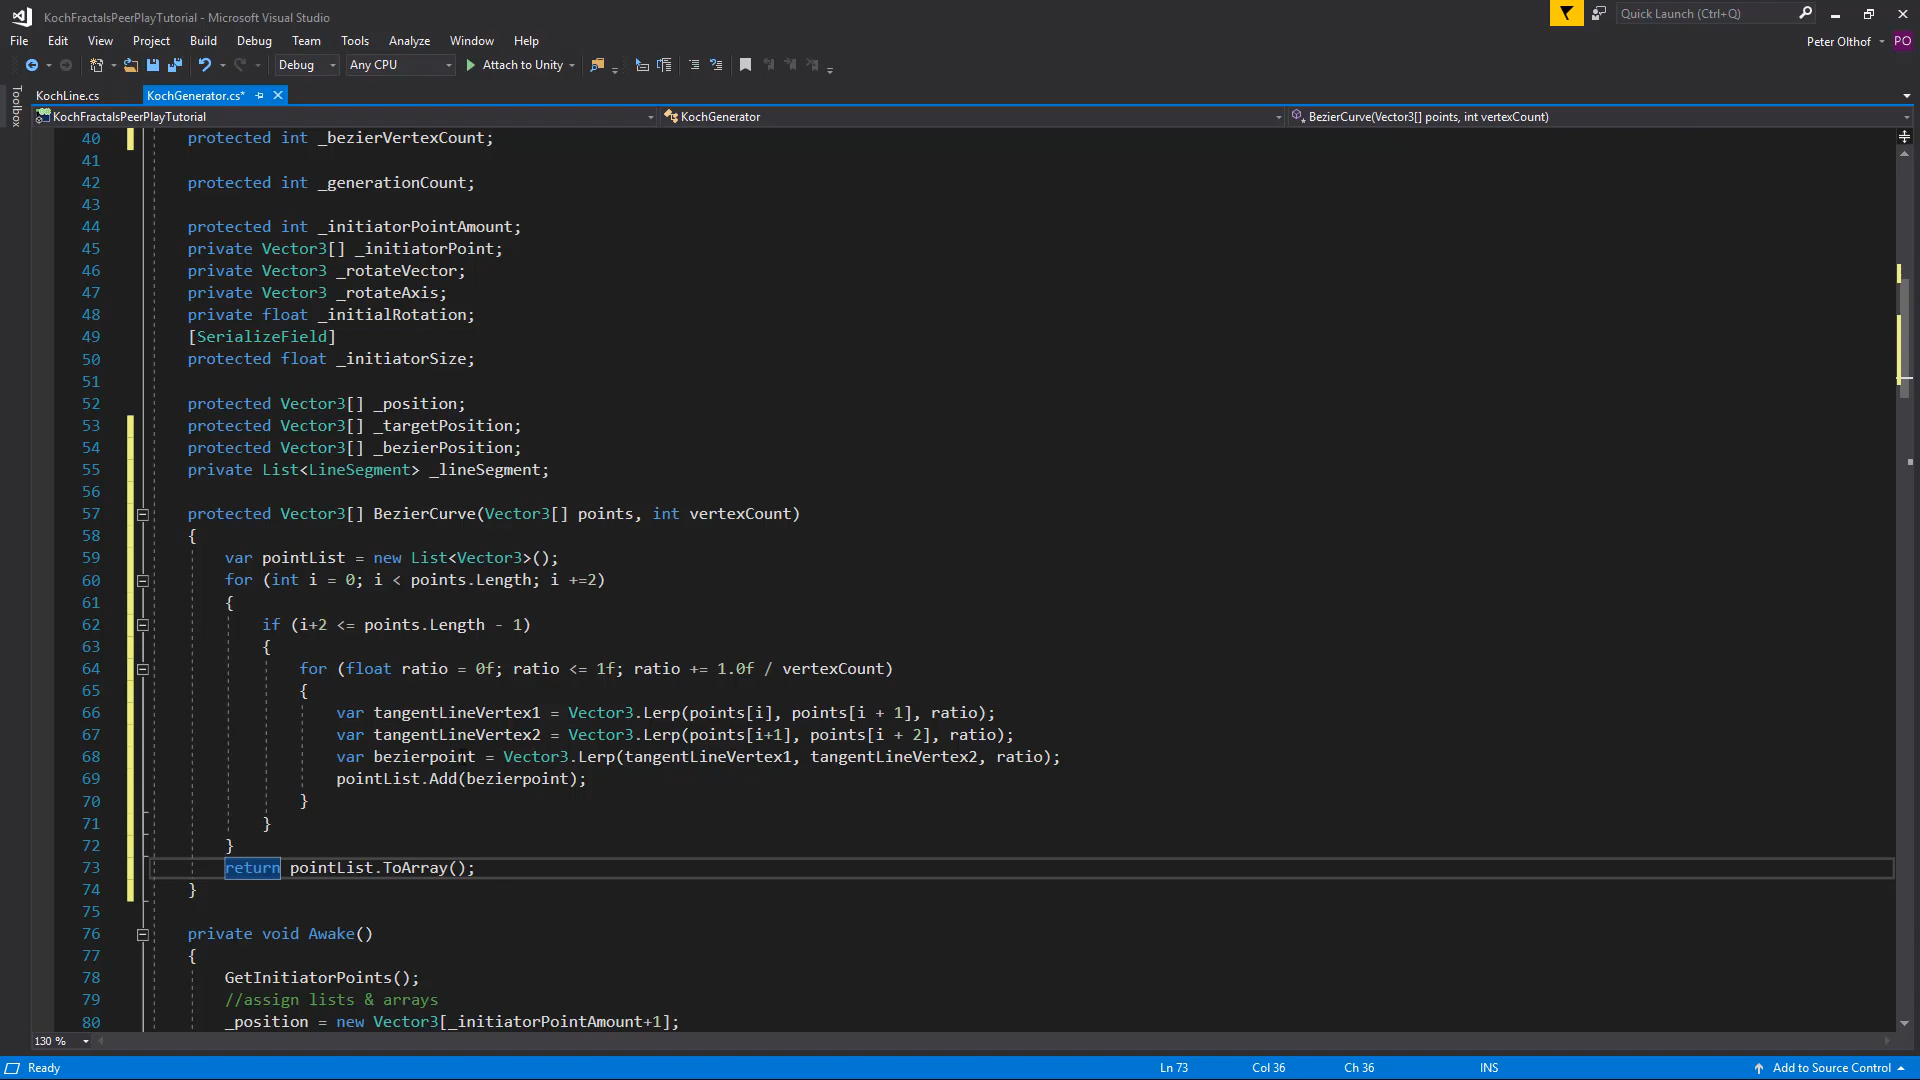 KochFractalsPeerPlayTutorial - Microsoft Visual Studio
Quick Launch (Ctrl+Q)
File Edit View Project Build Debug Team Tools Analyze Window Help
Peter Olthof PO
Debug Any CPU Attach to Unity
Toolbox
KochLine.cs KochGenerator.cs*
KochFractalsPeerPlayTutorial KochGenerator BezierCurve(Vector3[] points, int vertexCount)
40 protected int _bezierVertexCount;
41
42 protected int _generationCount;
43
44 protected int _initiatorPointAmount;
45 private Vector3[] _initiatorPoint;
46 private Vector3 _rotateVector;
47 private Vector3 _rotateAxis;
48 private float _initialRotation;
49 [SerializeField]
50 protected float _initiatorSize;
51
52 protected Vector3[] _position;
53 protected Vector3[] _targetPosition;
54 protected Vector3[] _bezierPosition;
55 private List<LineSegment> _lineSegment;
56
57 protected Vector3[] BezierCurve(Vector3[] points, int vertexCount)
58 {
59 var pointList = new List<Vector3>();
60 for (int i = 0; i < points.Length; i +=2)
61 {
62 if (i+2 <= points.Length - 1)
63 {
64 for (float ratio = 0f; ratio <= 1f; ratio += 1.0f / vertexCount)
65 {
66 var tangentLineVertex1 = Vector3.Lerp(points[i], points[i + 1], ratio);
67 var tangentLineVertex2 = Vector3.Lerp(points[i+1], points[i + 2], ratio);
68 var bezierpoint = Vector3.Lerp(tangentLineVertex1, tangentLineVertex2, ratio);
69 pointList.Add(bezierpoint);
70 }
71 }
72 }
73 return pointList.ToArray();
74 }
75
76 private void Awake()
77 {
78 GetInitiatorPoints();
79 //assign lists & arrays
80 _position = new Vector3[_initiatorPointAmount+1];
130 %
Ready Ln 73 Col 36 Ch 36 INS Add to Source Control